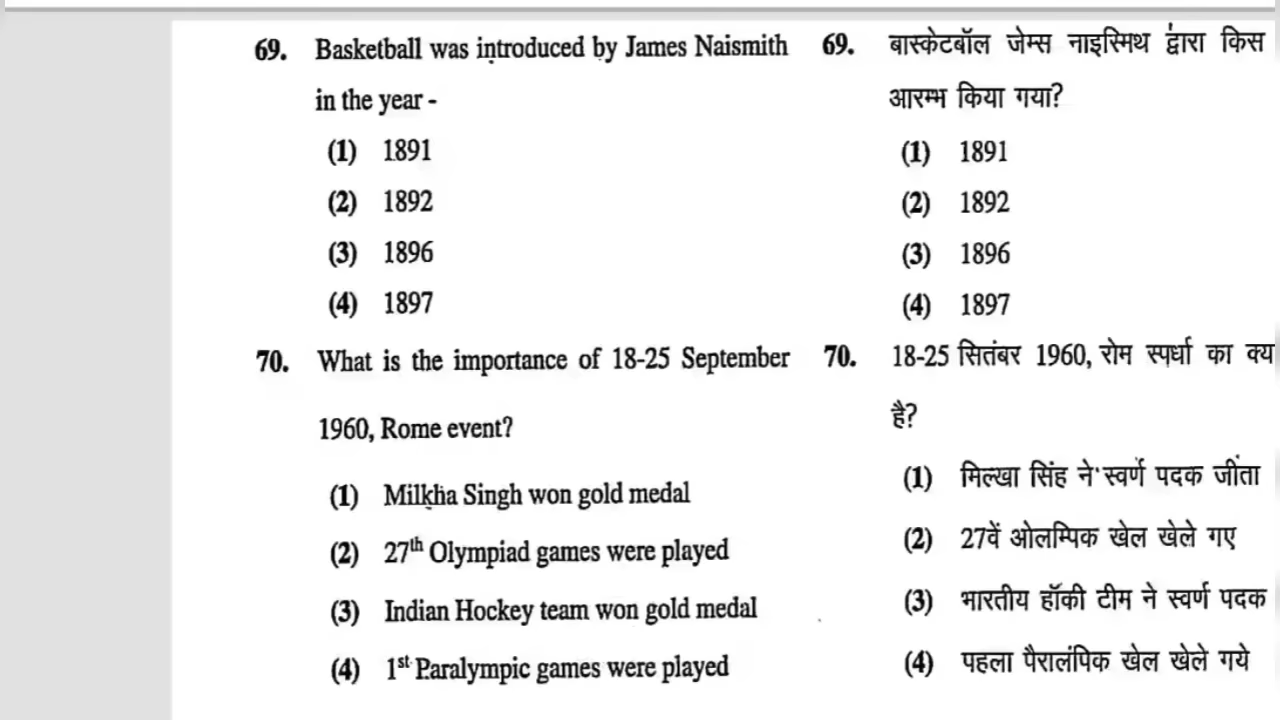 69. Basketball was introduced by James Naismith
in the year -
(1) 1891
(2) 1892
(3) 1896
(4) 1897
70. What is the importance of 18-25 September
1960, Rome event?
(1) Milkha Singh won gold medal
(2) 27th Olympiad games were played
(3) Indian Hockey team won gold medal
(4) 1st Paralympic games were played
69. बास्केटबॉल जेम्स नाइस्मिथ द्वारा किस
आरम्भ किया गया?
(1) 1891
(2) 1892
(3) 1896
(4) 1897
70. 18-25 सितंबर 1960, रोम स्पर्धा का क्य
है?
(1) मिल्खा सिंह ने स्वर्ण पदक जीता
(2) 27वें ओलम्पिक खेल खेले गए
(3) भारतीय हॉकी टीम ने स्वर्ण पदक
(4) पहला पैरालंपिक खेल खेले गये